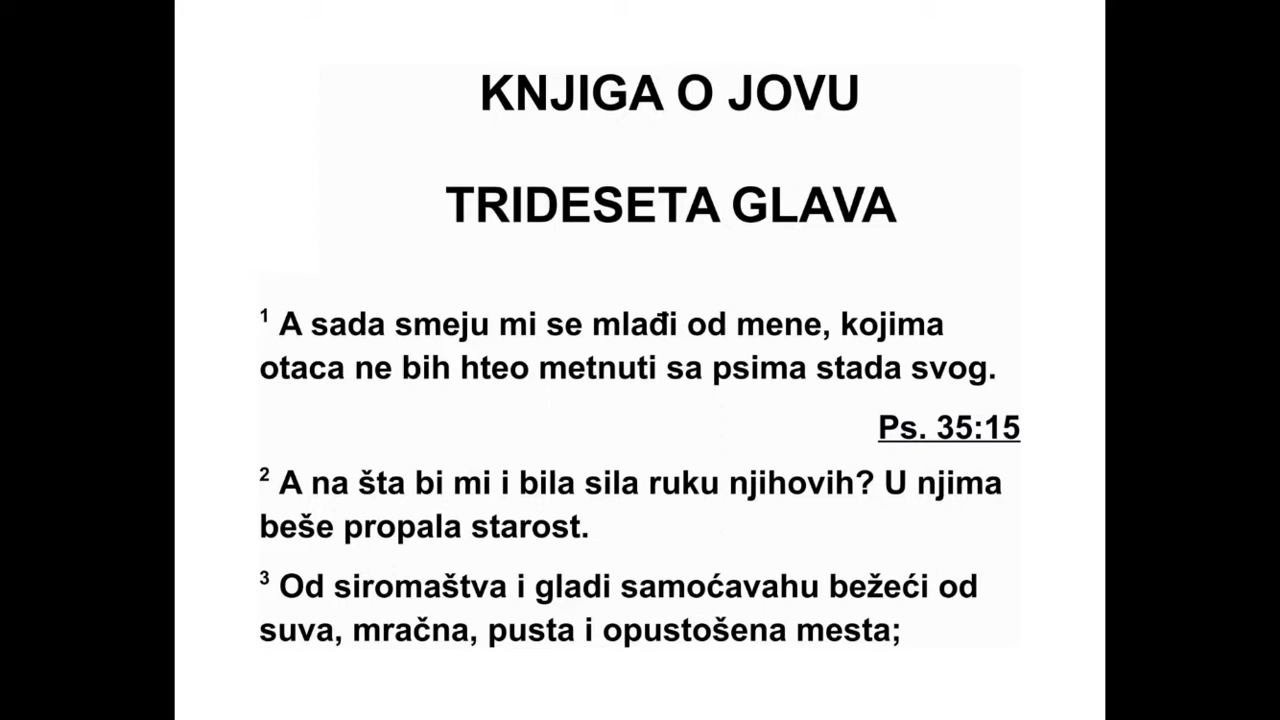 KNJIGA O JOVU
TRIDESETA GLAVA
1 A sada smeju mi se mlađi od mene, kojima
otaca ne bih hteo metnuti sa psima stada svog.
Ps. 35:15
2 A na šta bi mi i bila sila ruku njihovih? U njima
beše propala starost.
3 Od siromaštva i gladi samoćavahu bežeći od
suva, mračna, pusta i opustošena mesta;